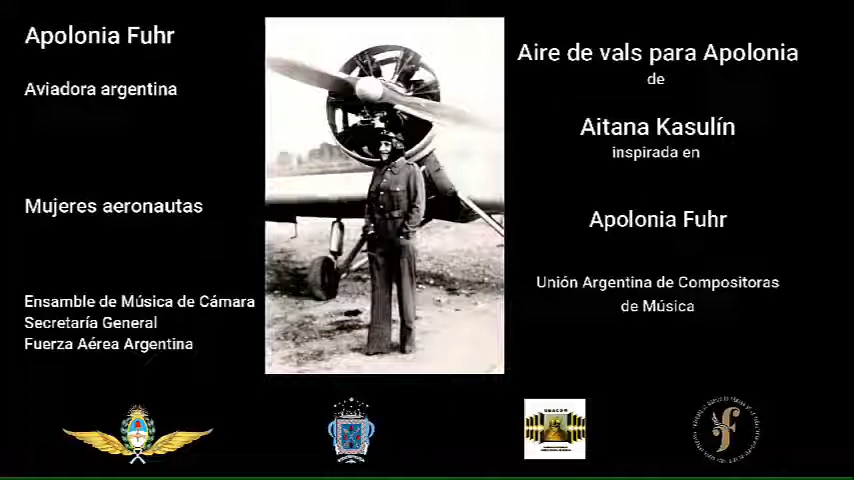 Apolonia Fuhr
Aviadora argentina
Mujeres aeronautas
Ensamble de Música de Cámara
Secretaría General
Fuerza Aérea Argentina
Aire de vals para Apolonia
de
Aitana Kasulín
inspirada en
Apolonia Fuhr
Unión Argentina de Compositoras
de Música